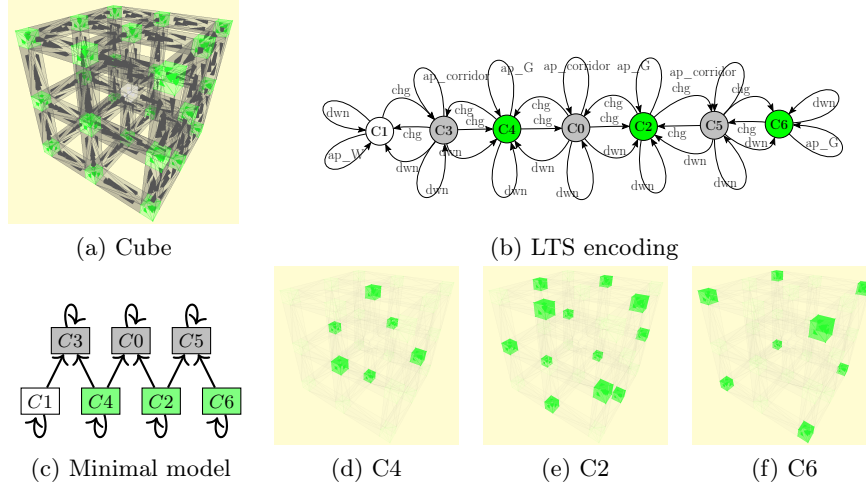 ap_corridor ap_G ap_corridor ap_G ap_corridor
chg chg chg
dwn chg chg chg dwn
chg chg chg
C1 C3 C4 C0 C2 C5 C6
chg chg chg
ap_W dwn dwn ap_G
dwn dwn dwn
dwn dwn dwn dwn dwn
(a) Cube
(b) LTS encoding
C3 C0 C5
C1 C4 C2 C6
(c) Minimal model
(d) C4
(e) C2
(f) C6